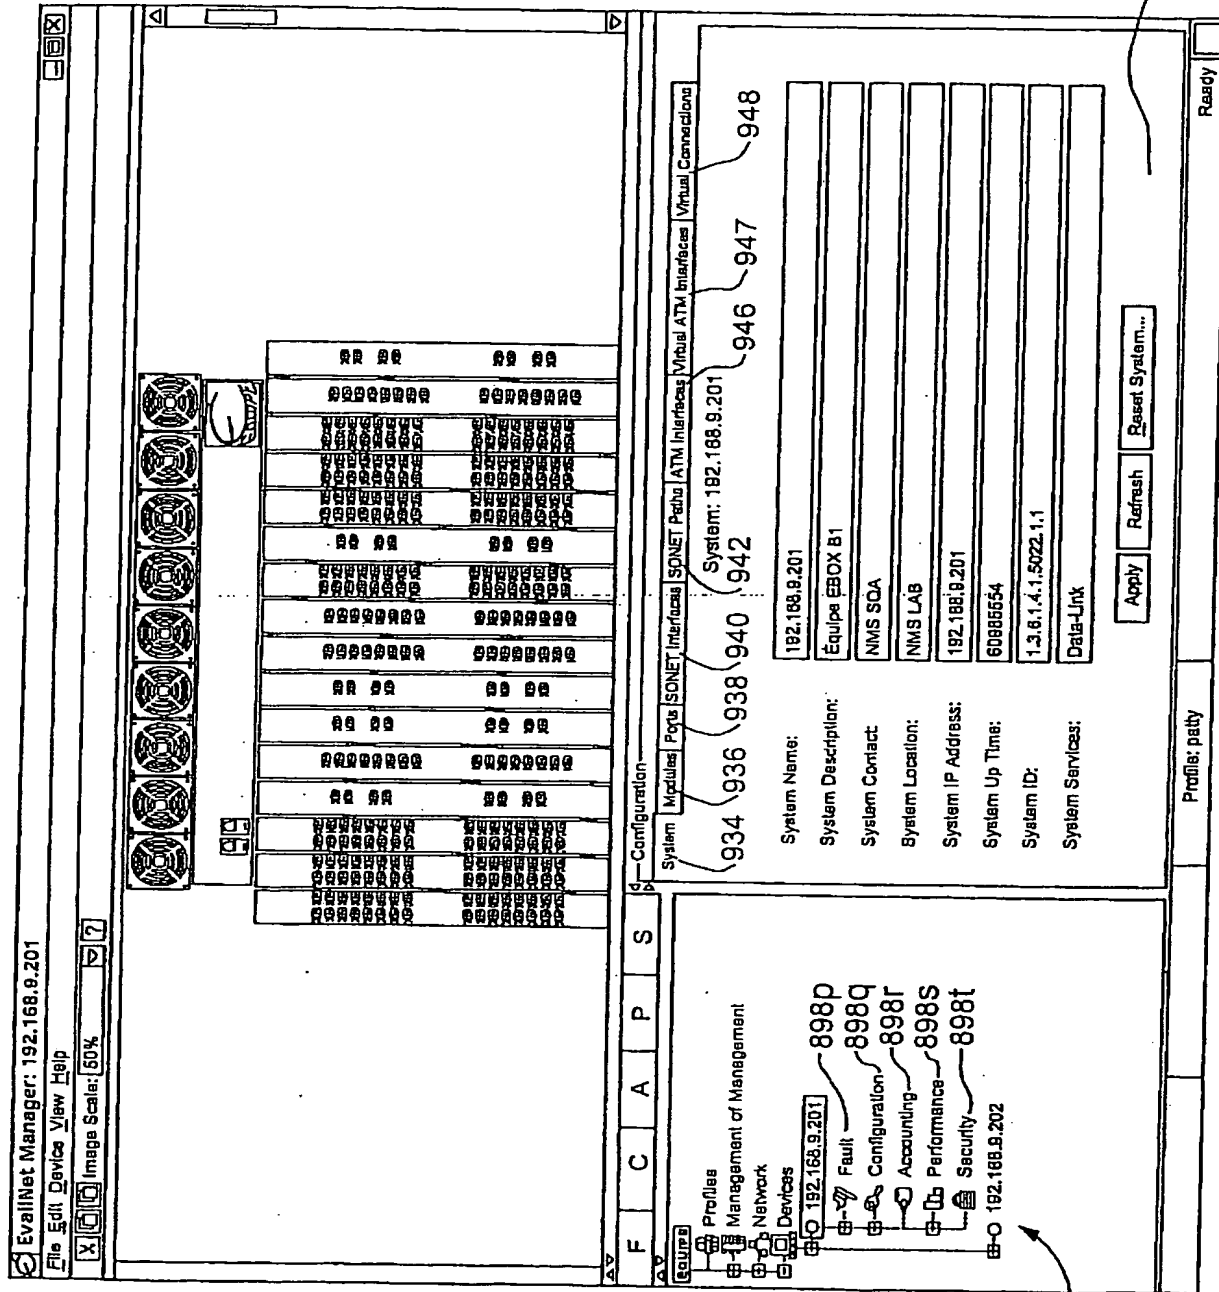 EvallNet Manager: 192.168.9.201
File Edit Device View Help
Image Scale: 50%
F C A P S
Profiles
Management of Management
Network
Devices
192.168.9.201
Fault 898p
Configuration 898q
Accounting 898r
Performance 898s
Security 898t
192.168.9.202
Configuration
System Modules Ports SONET Interfaces SONET Paths ATM Interfaces Virtual ATM Interfaces Virtual Connections
934 936 938 940 942 946 947 948
System: 192.168.9.201
System Name: 192.168.9.201
System Description: Equipe EBOX B1
System Contact: NMS SQA
System Location: NMS LAB
System IP Address: 192.168.9.201
System Up Time: 60985554
System ID: 1.3.6.1.4.1.5022.1.1
System Services: Data-Link
Apply Refresh Reset System...
Profile: patty
Ready